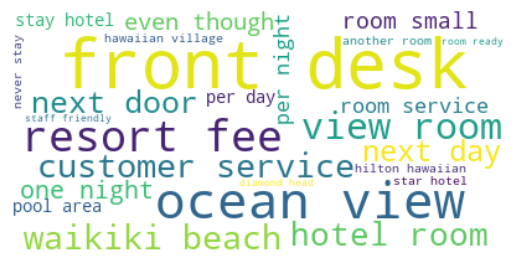 stay hotel
even though
per night
room small
hawaiian village
another room
room ready
never stay
front desk
next door
per day
room service
staff friendly
resort fee
view room
customer service
next day
hilton hawaiian
one night
diamond head
star hotel
pool area
ocean view
waikiki beach
hotel room